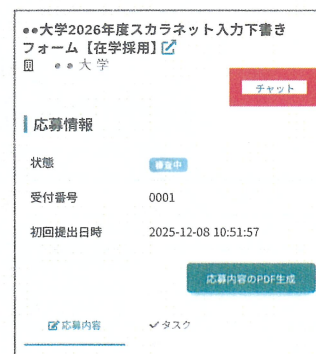 ●●大学2026年度スカラネット入力下書き
フォーム【在学採用】
●●大学
チャット
応募情報
状態 審査中
受付番号 0001
初回提出日時 2025-12-08 10:51:57
応募内容のPDF生成
応募内容 タスク